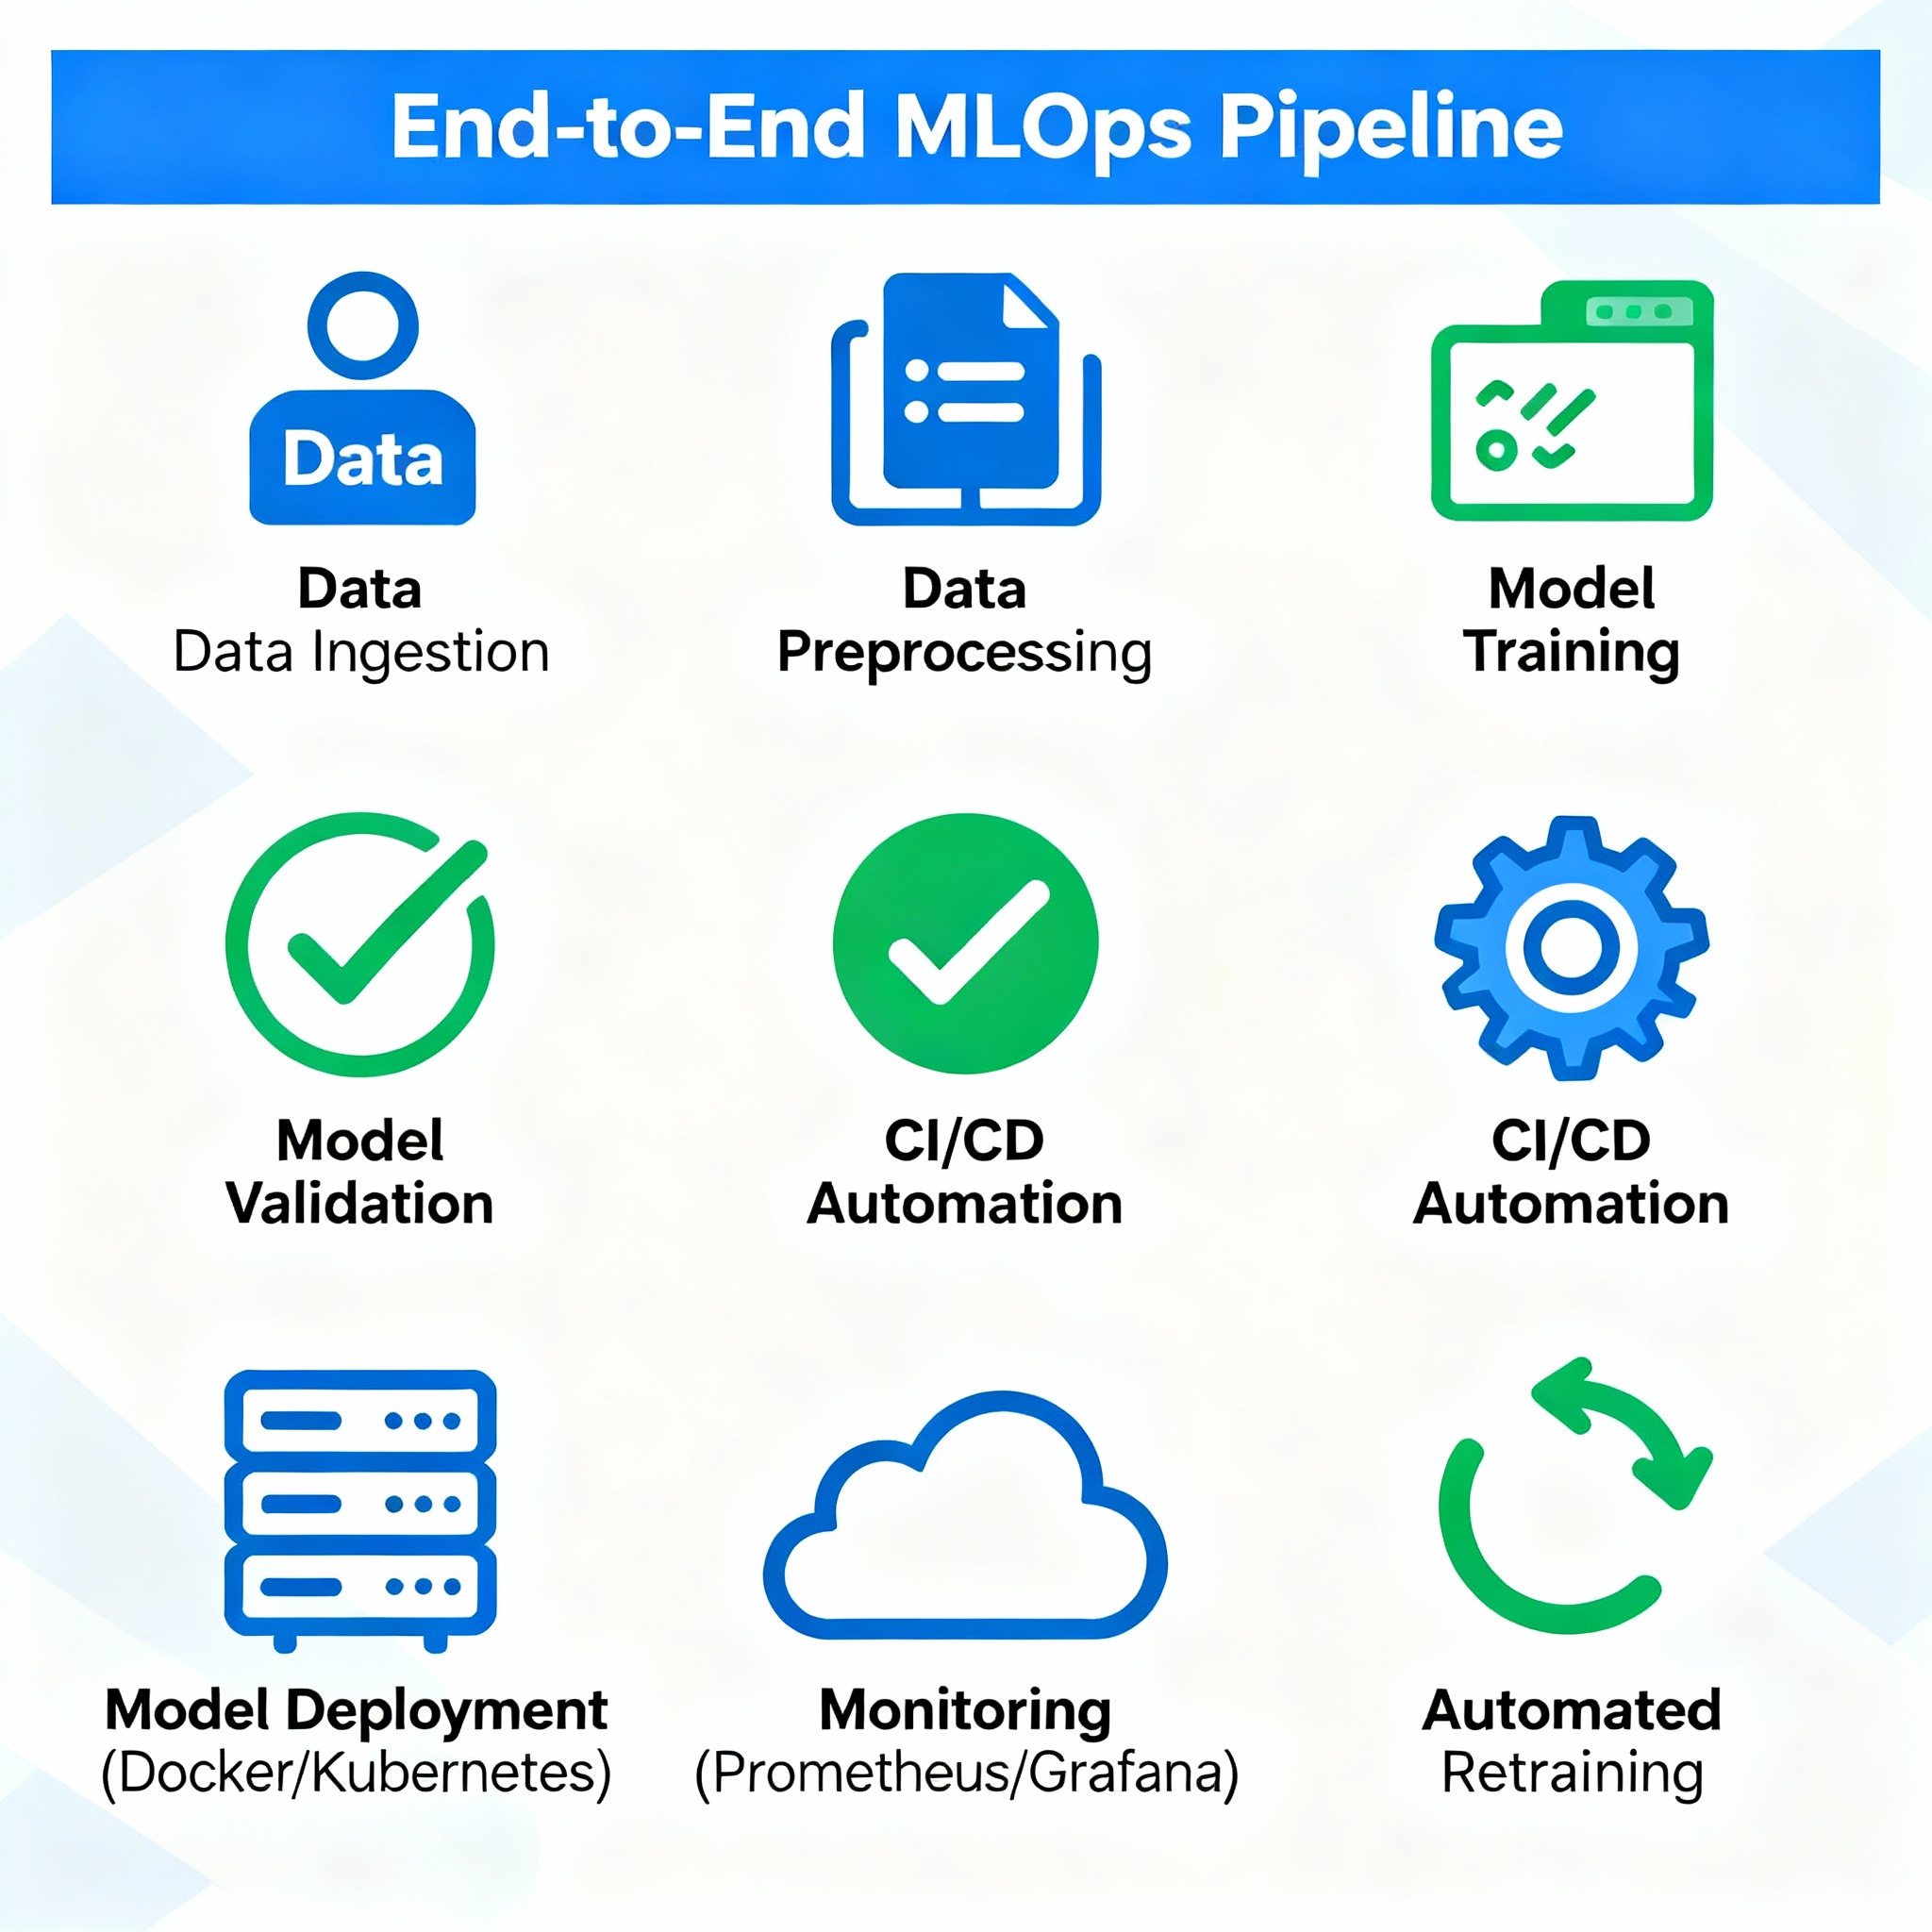 End-to-End MLOps Pipeline
Data
Data
Data Ingestion
Data
Preprocessing
Model
Training
Model
Validation
CI/CD
Automation
CI/CD
Automation
Model Deployment
(Docker/Kubernetes)
Monitoring
(Prometheus/Grafana)
Automated
Retraining